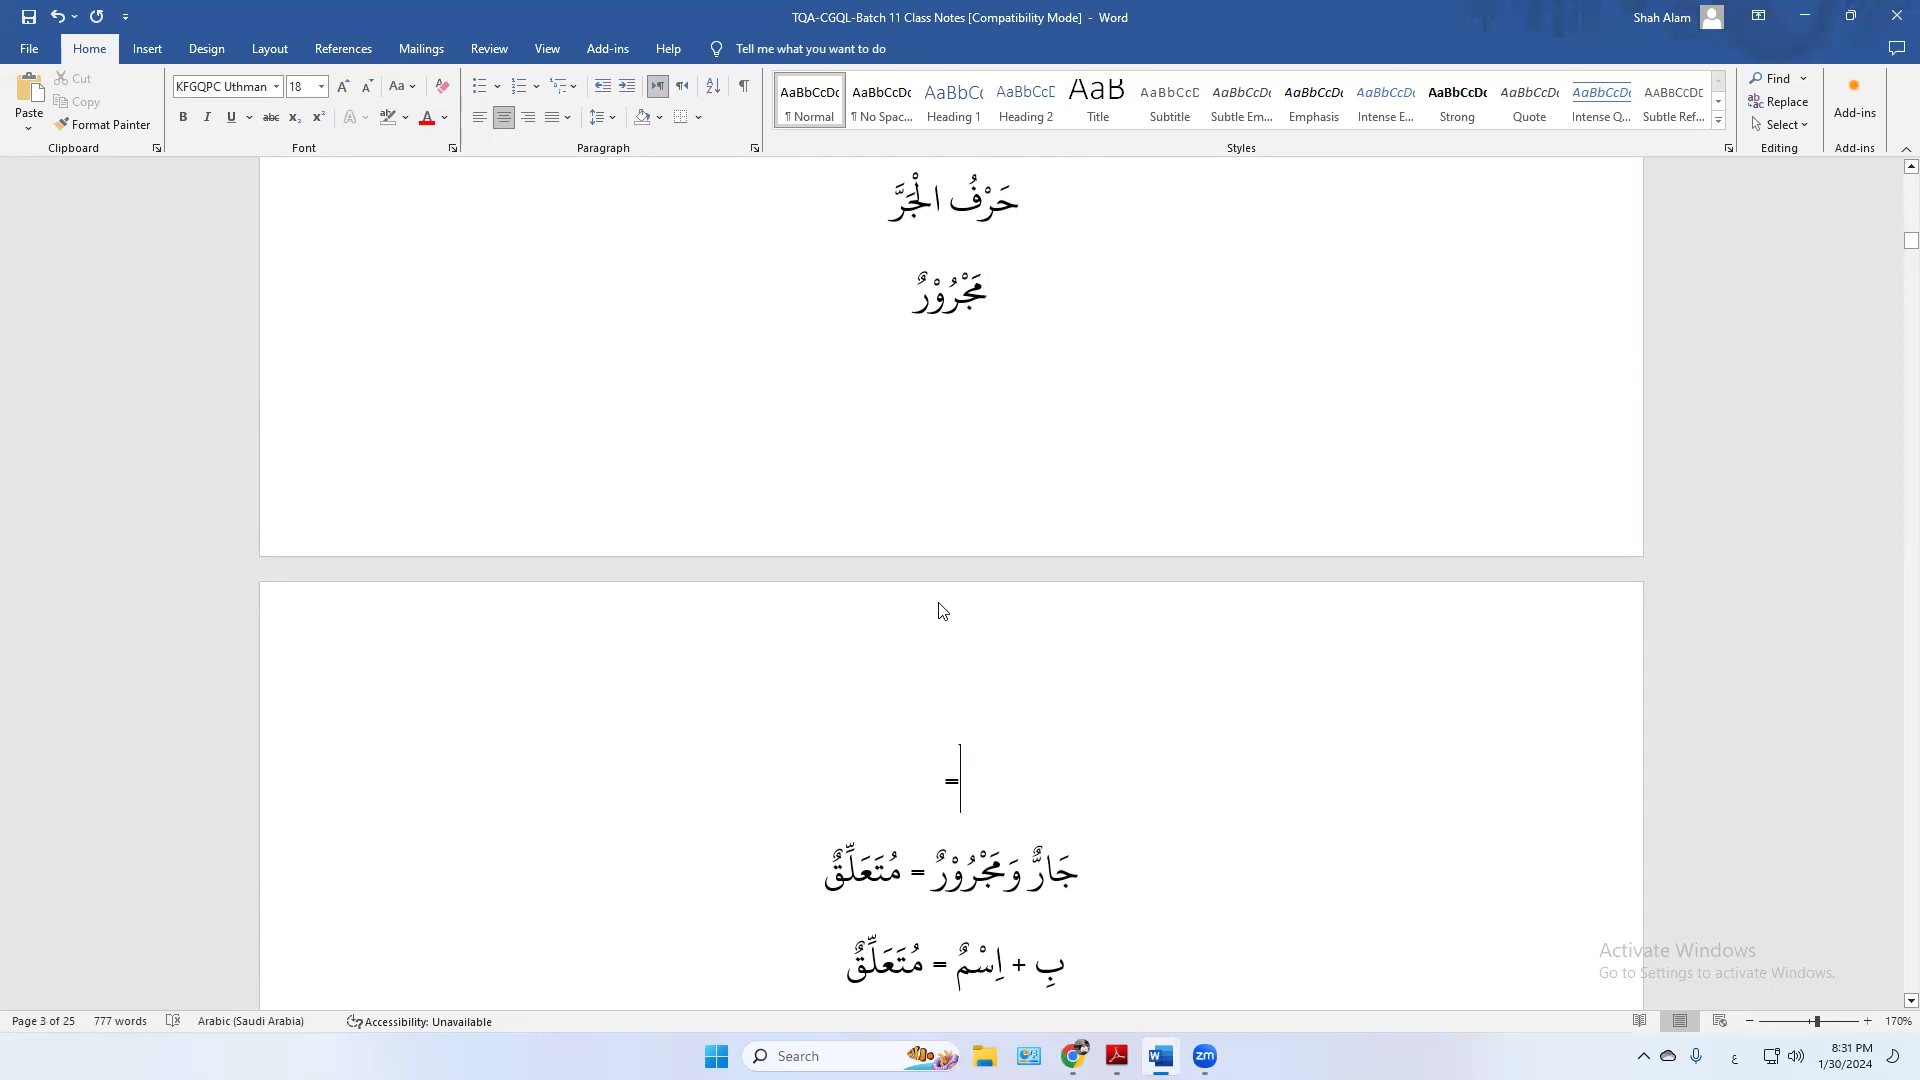 TQA-CGQL-Batch 11 Class Notes [Compatibility Mode] - Word
Shah Alam
File Home Insert Design Layout References Mailings Review View Add-ins Help Tell me what you want to do
Paste
Cut
Copy
Format Painter
Clipboard
KFGQPC Uthman 18
Font
Paragraph
AaBbCcDc AaBbCcDc AaBbCc AaBbCcD AaB AaBbCcD AaBbCcDc AaBbCcDc AaBbCcDc AaBbCcDc AaBbCcDc AaBbCcDc AABBCCDE
¶ Normal ¶ No Spac... Heading 1 Heading 2 Title Subtitle Subtle Em... Emphasis Intense E... Strong Quote Intense Q... Subtle Ref...
Styles
Find
Replace
Select
Editing
Add-ins
Add-ins
حَرْفُ الْجَرَّ
مَجْرُوْرٌ
=
جَارٌّ وَمَجْرُوْرٌ = مُتَعَلِّقٌ
بِ + اِسْمٌ = مُتَعَلِّقٌ
Activate Windows
Go to Settings to activate Windows.
Page 3 of 25 777 words Arabic (Saudi Arabia) Accessibility: Unavailable 170%
Search
zm
ع
8:31 PM
1/30/2024